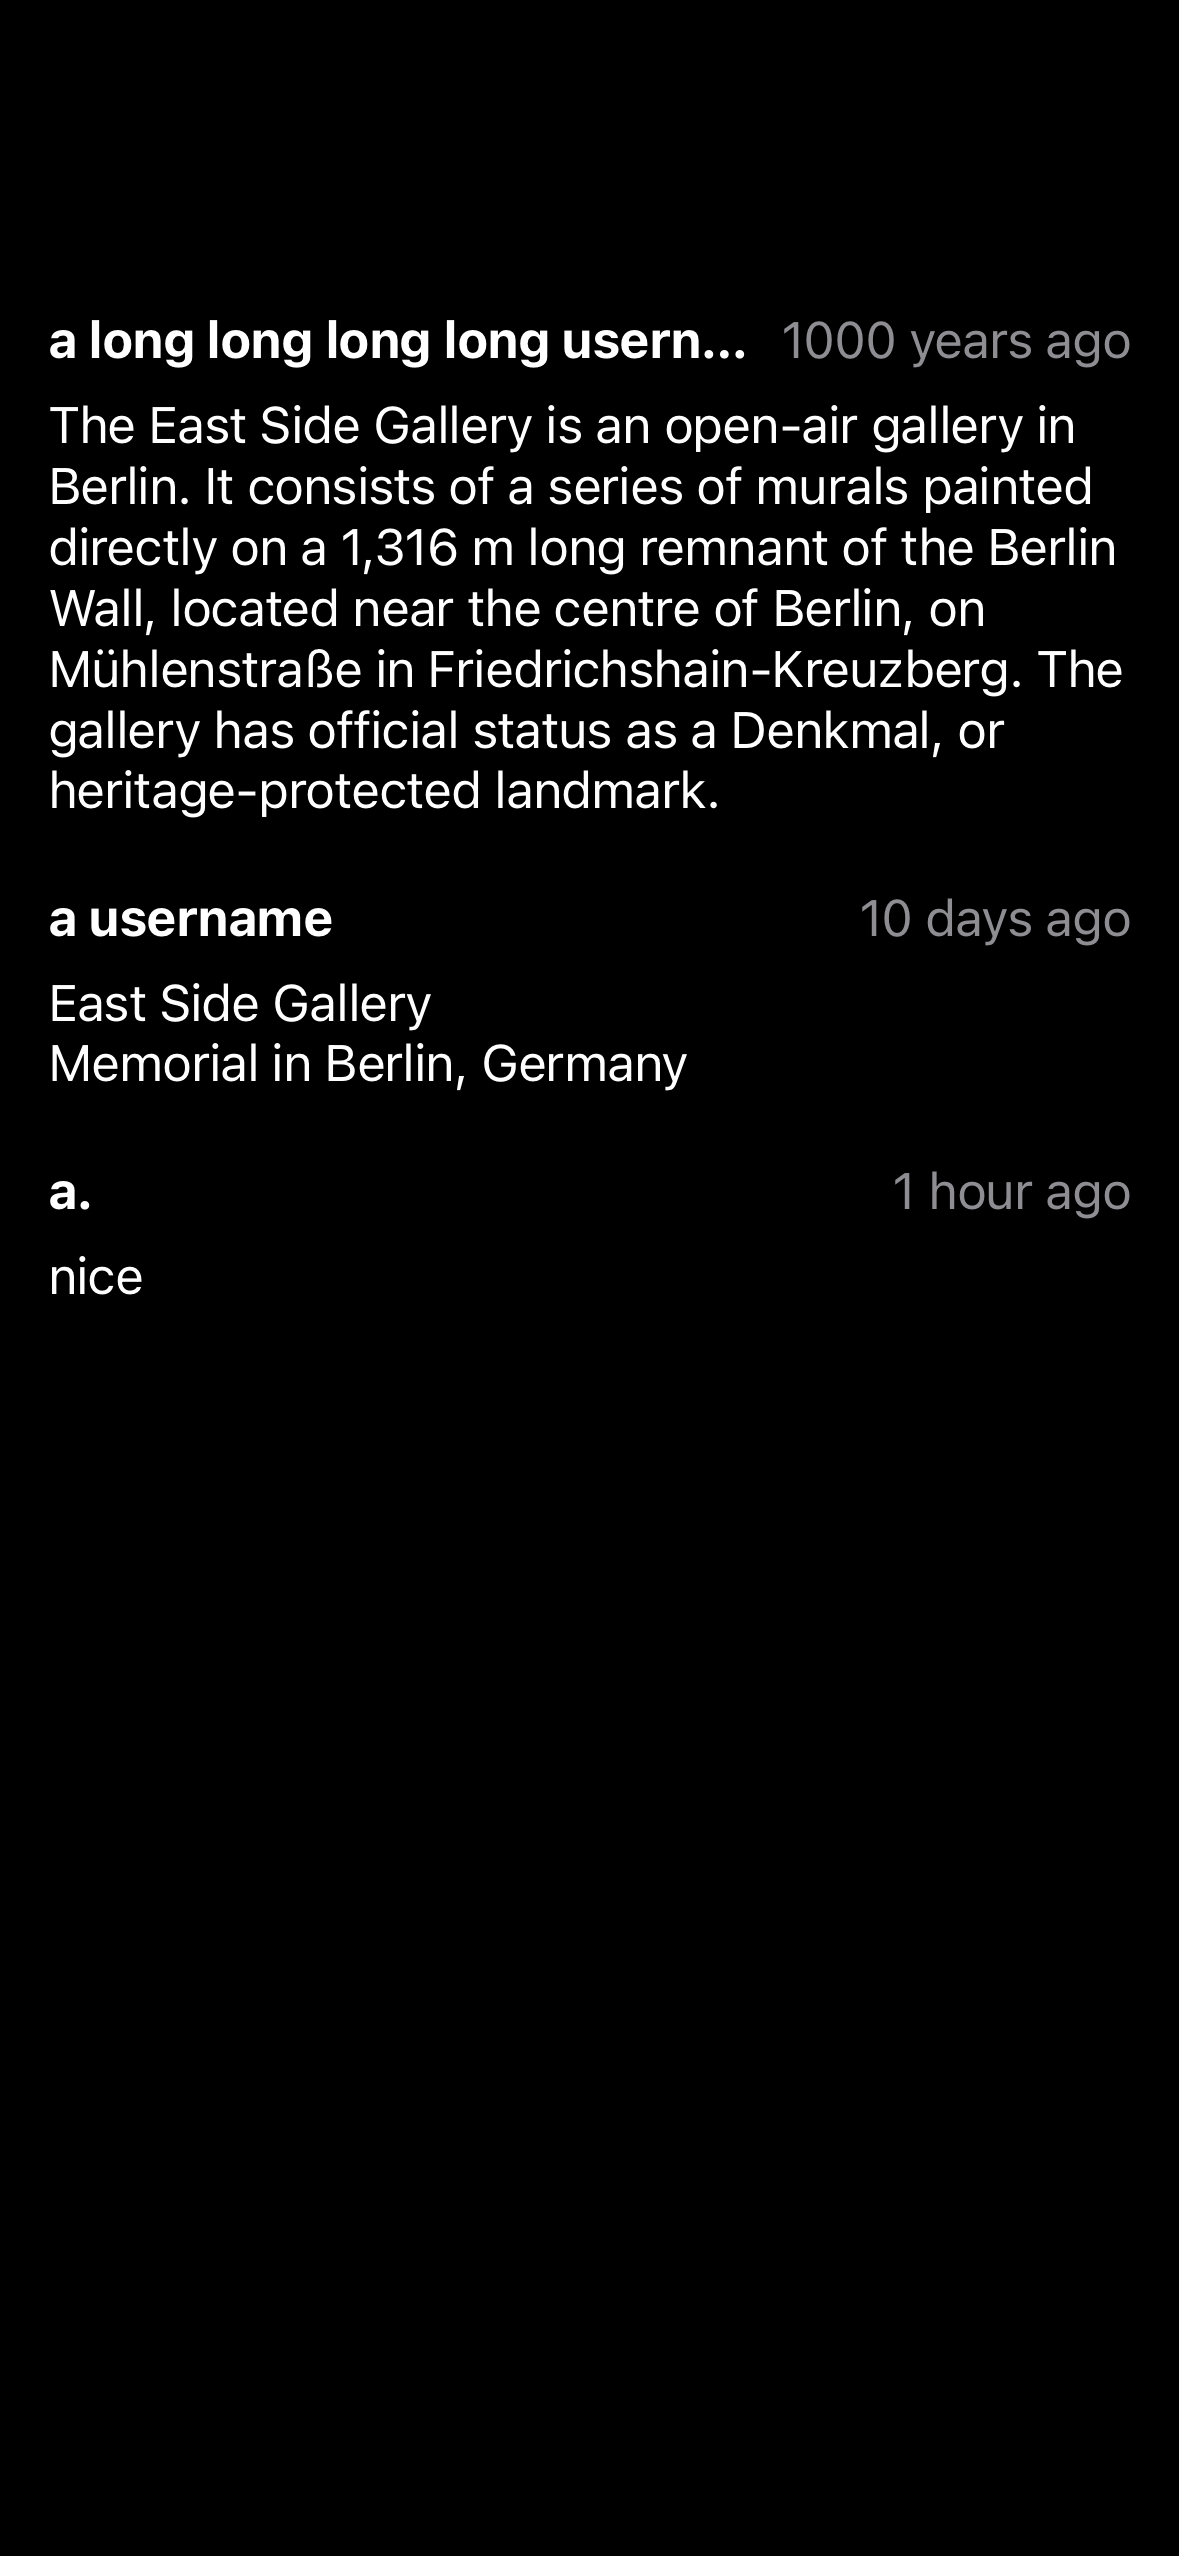 a long long long long usern... 1000 years ago
The East Side Gallery is an open-air gallery in
Berlin. It consists of a series of murals painted
directly on a 1,316 m long remnant of the Berlin
Wall, located near the centre of Berlin, on
Mühlenstraße in Friedrichshain-Kreuzberg. The
gallery has official status as a Denkmal, or
heritage-protected landmark.
a username 10 days ago
East Side Gallery
Memorial in Berlin, Germany
a. 1 hour ago
nice